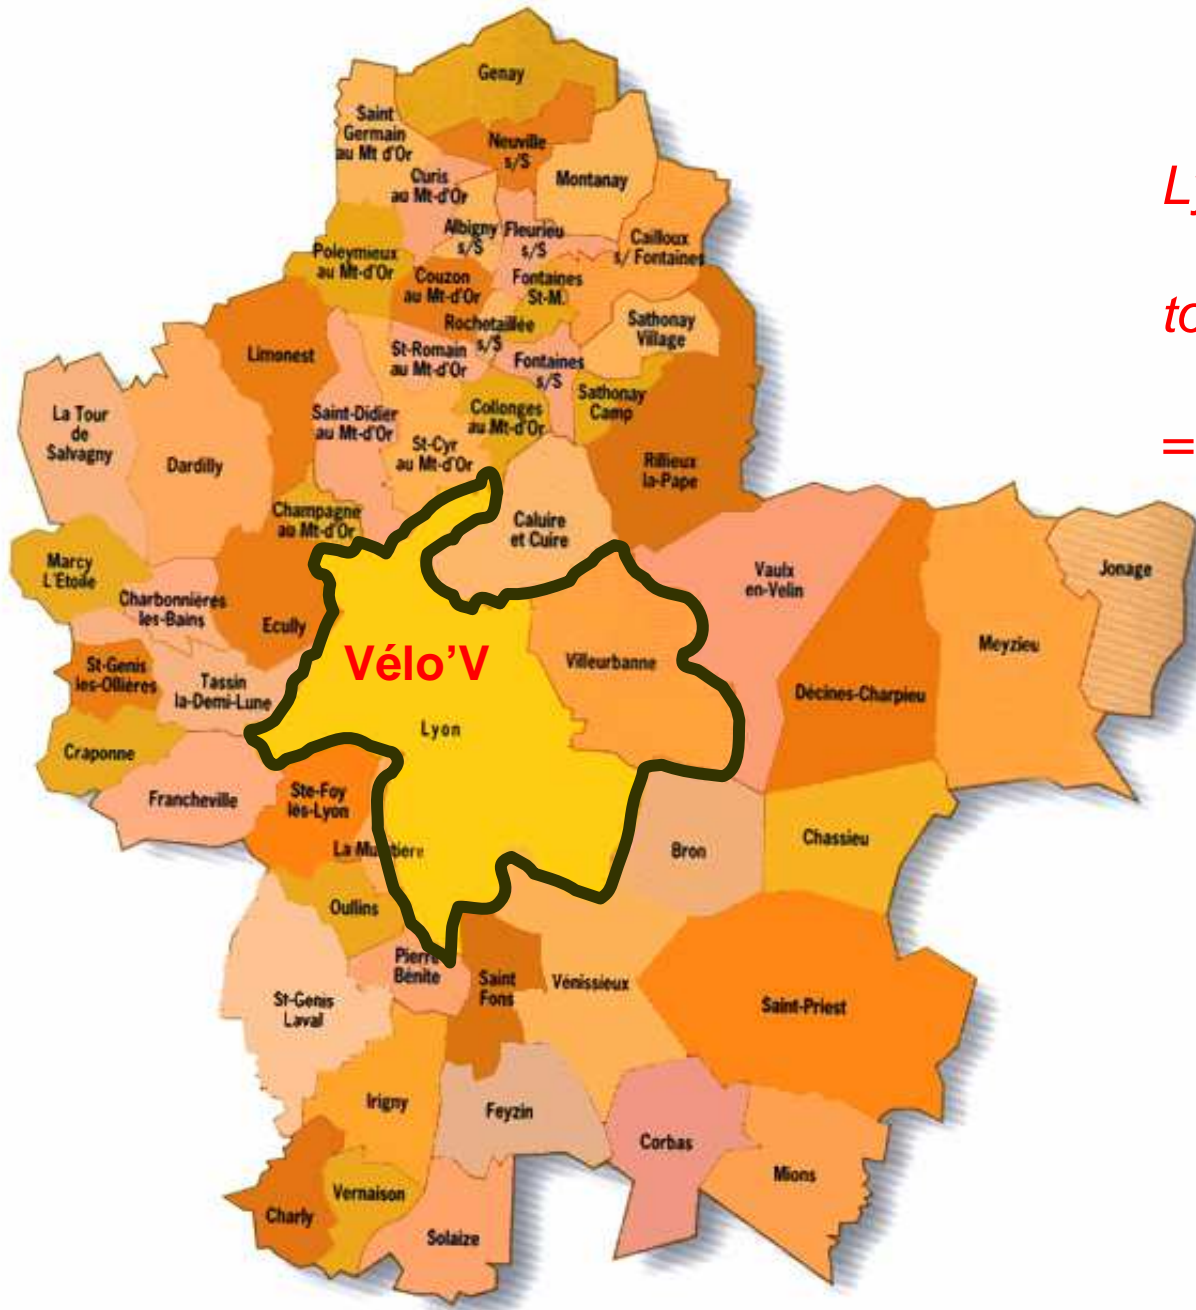 Genay
Saint
Germain
au Mt d'Or
Neuville
s/S
Montanay
Curis
au Mt-d'Or
Albigny
s/S
Fleurieu
s/S
Cailloux
s/ Fontaines
Poleymieux
au Mt-d'Or
Couzon
au Mt-d'Or
Fontaines
St-M.
Rochetaillée
s/S
Sathonay
Village
Limonest
St-Romain
au Mt-d'Or
Fontaines
s/S
Sathonay
Camp
La Tour
de
Salvagny
Dardilly
Saint-Didier
au Mt-d'Or
Collonges
au Mt-d'Or
St-Cyr
au Mt-d'Or
Rillieux
la-Pape
Champagne
au Mt-d'Or
Caluire
et Cuire
Marcy
L'Etoile
Charbonnières
les-Bains
Ecully
Vaulx
en-Velin
Jonage
Meyzieu
St-Genis
les-Ollières
Tassin
la-Demi-Lune
Vélo'V
Villeurbanne
Décines-Charpieu
Lyon
Craponne
Francheville
Ste-Foy
lès-Lyon
La Mulatiere
Bron
Chassieu
Oullins
Pierre
Bénite
Saint
Fons
Vénissieux
Saint-Priest
St-Genis
Laval
Irigny
Feyzin
Corbas
Mions
Charly
Vernaison
Solaize
Ly
to
=